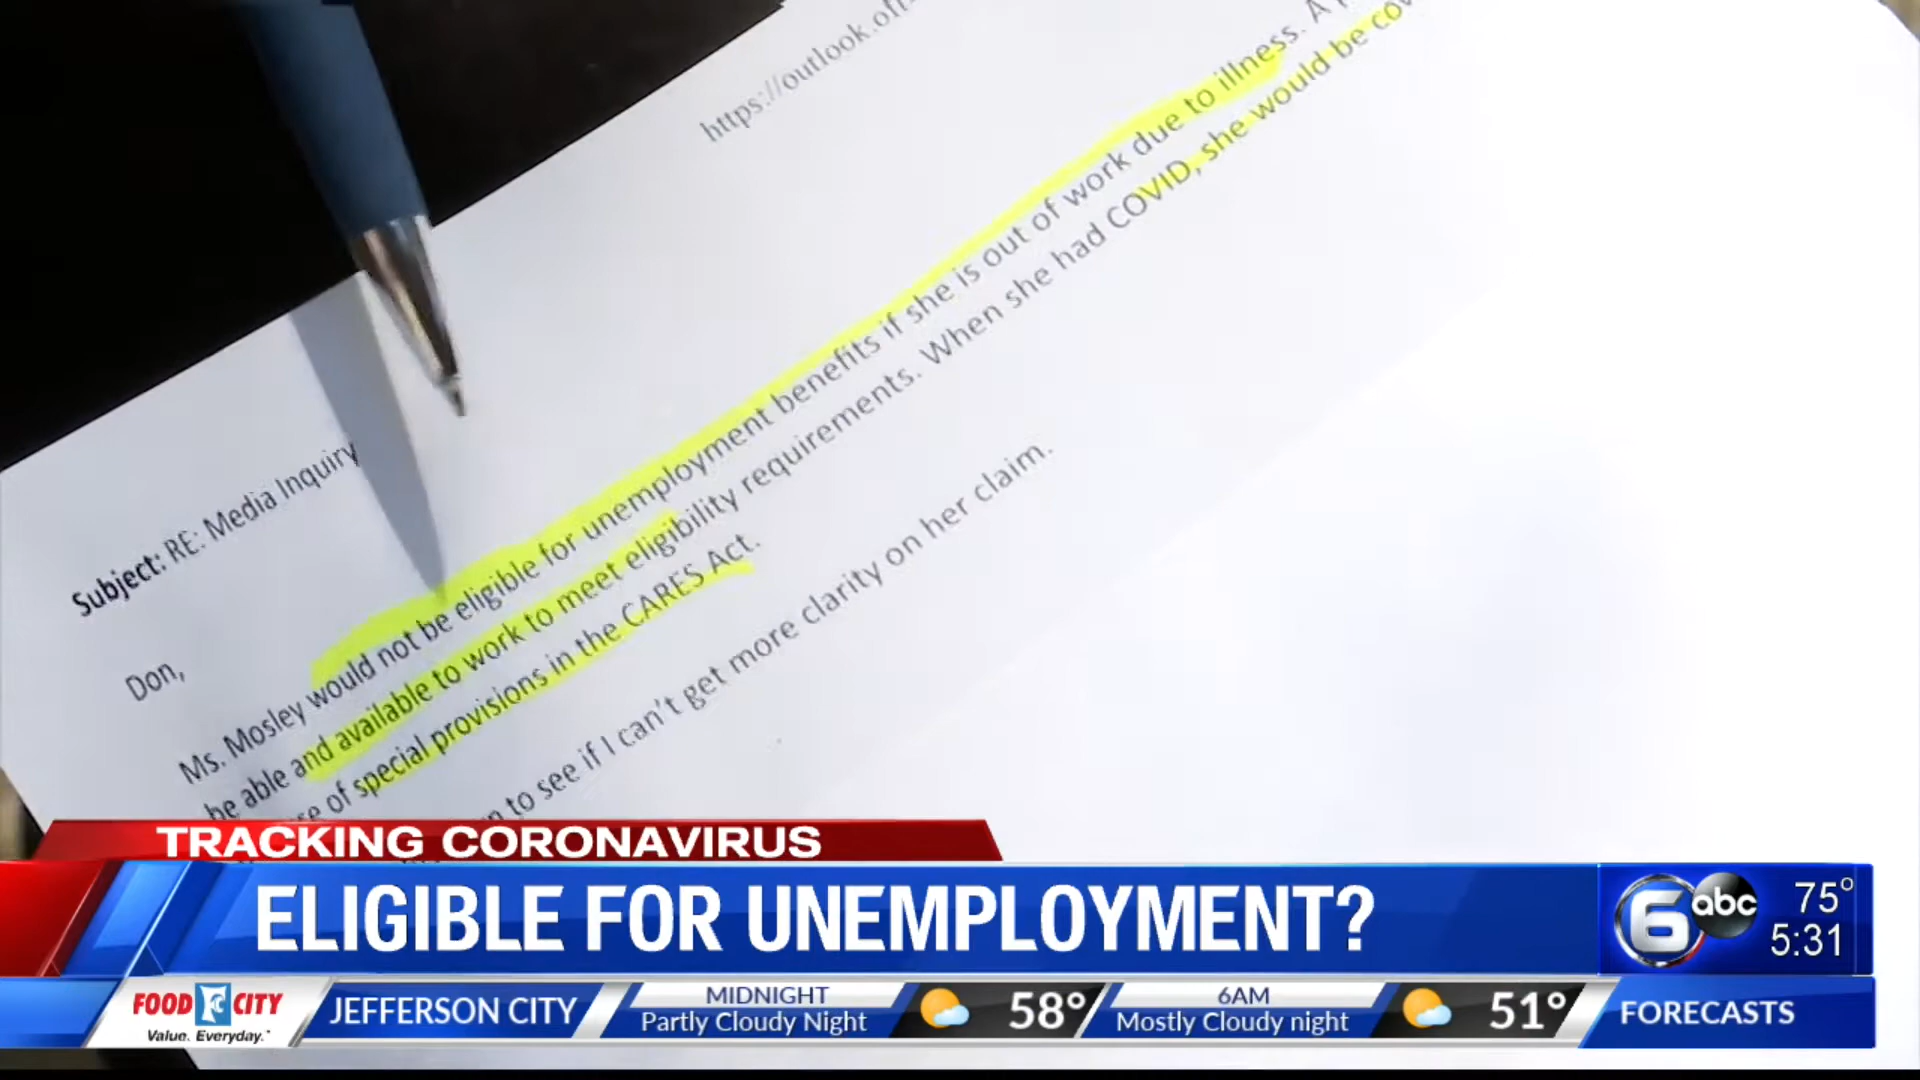 https://outlook.off
Subject: RE: Media Inquiry
Don,
Ms. Mosley would not be eligible for unemployment benefits if she is out of work due to illness. A
be able and available to work to meet eligibility requirements. When she had COVID, she would be cov
of special provisions in the CARES Act.
to see if I can't get more clarity on her claim.
TRACKING CORONAVIRUS
ELIGIBLE FOR UNEMPLOYMENT?
6 abc
75°
5:31
FOOD CITY
Value. Everyday.
JEFFERSON CITY
MIDNIGHT
Partly Cloudy Night
58°
6AM
Mostly Cloudy night
51°
FORECASTS